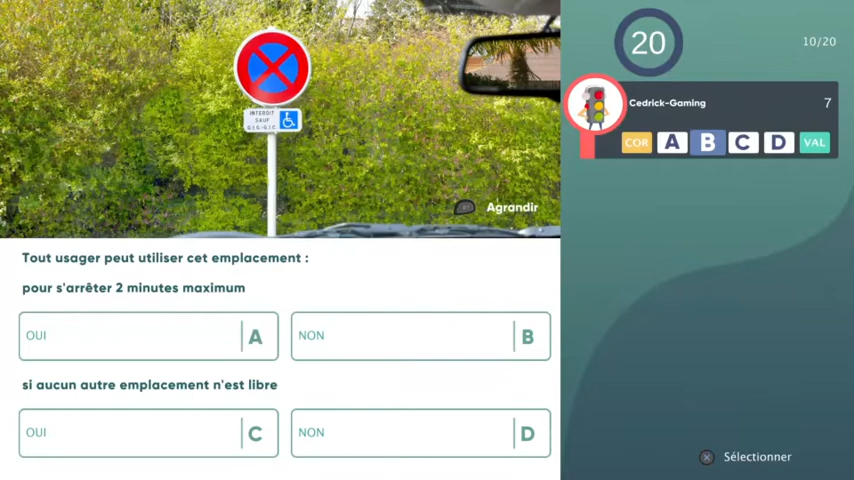 INTERDIT
SAUF
G.I.G.-G.I.C
Agrandir
20
10/20
Cedrick-Gaming
7
COR A B C D VAL
Tout usager peut utiliser cet emplacement :
pour s'arrêter 2 minutes maximum
OUI A
NON B
si aucun autre emplacement n'est libre
OUI C
NON D
Sélectionner